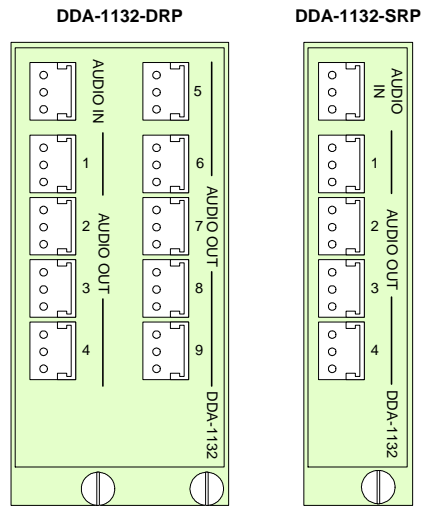 DDA-1132-DRP
AUDIO IN
1
2
3
4
AUDIO OUT
5
6
7
8
9
AUDIO OUT
DDA-1132
DDA-1132-SRP
AUDIO
IN
1
2
3
4
AUDIO OUT
DDA-1132